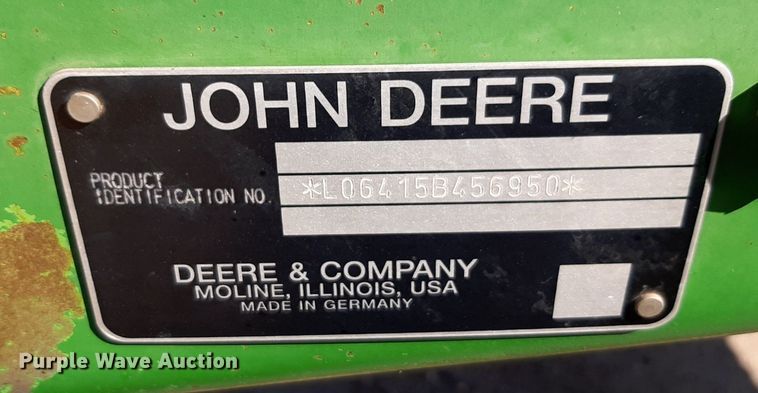 JOHN DEERE
PRODUCT
IDENTIFICATION NO.
*L06415B456950*
DEERE & COMPANY
MOLINE, ILLINOIS, USA
MADE IN GERMANY
Purple Wave Auction